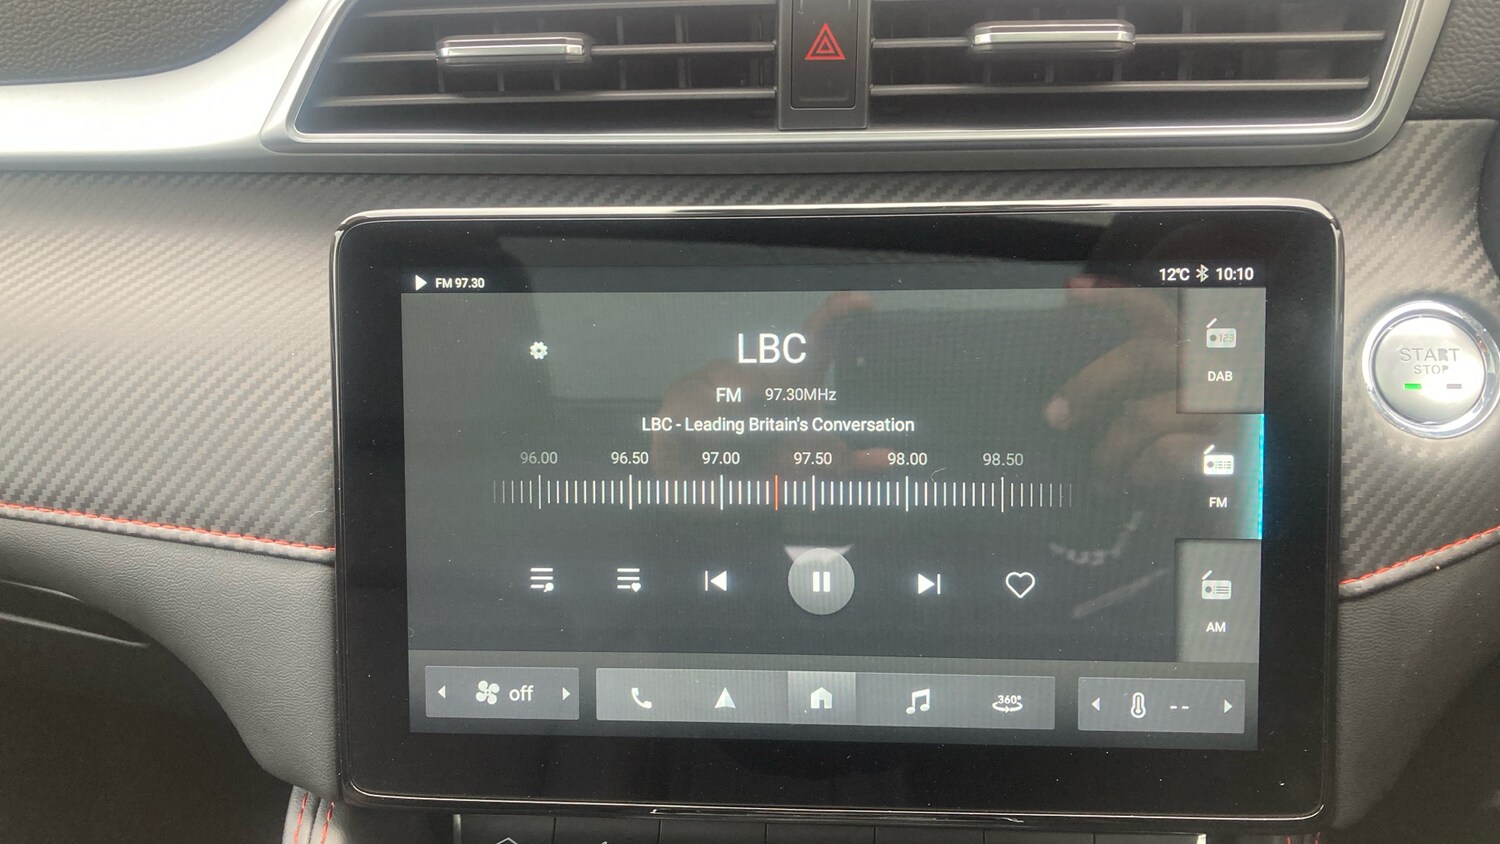 FM 97.30
12℃ 10:10
LBC
FM 97.30MHz
LBC - Leading Britain's Conversation
96.00 96.50 97.00 97.50 98.00 98.50
123
DAB
FM
AM
START
STOP
off
360°
--